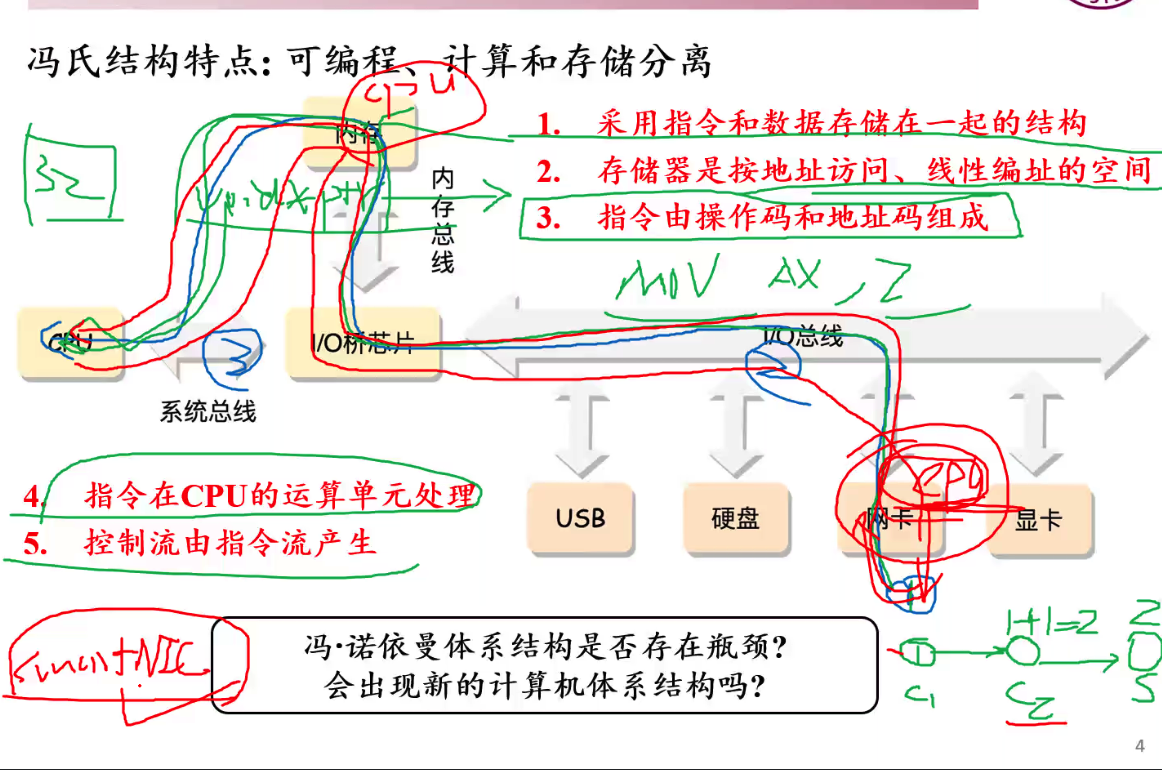 冯氏结构特点: 可编程、计算和存储分离
内存
1. 采用指令和数据存储在一起的结构
2. 存储器是按地址访问、线性编址的空间
3. 指令由操作码和地址码组成
32
内存总线
MOV AX, 2
CPU
I/O桥芯片
I/O总线
3
2
系统总线
CPU
4. 指令在CPU的运算单元处理
5. 控制流由指令流产生
USB
硬盘
网卡
显卡
1
smart NIC
冯·诺依曼体系结构是否存在瓶颈?
会出现新的计算机体系结构吗?
1+1=2 2
1
C1 C2 S
4